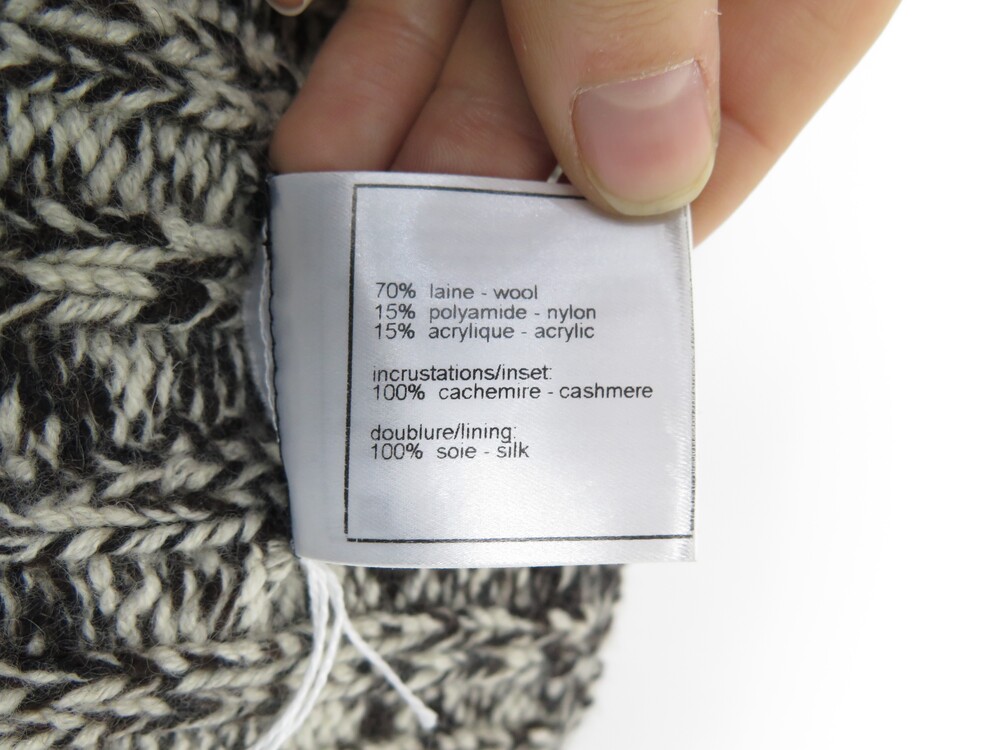 70% laine - wool
15% polyamide - nylon
15% acrylique - acrylic
incrustations/inset:
100% cachemire - cashmere
doublure/lining:
100% soie - silk